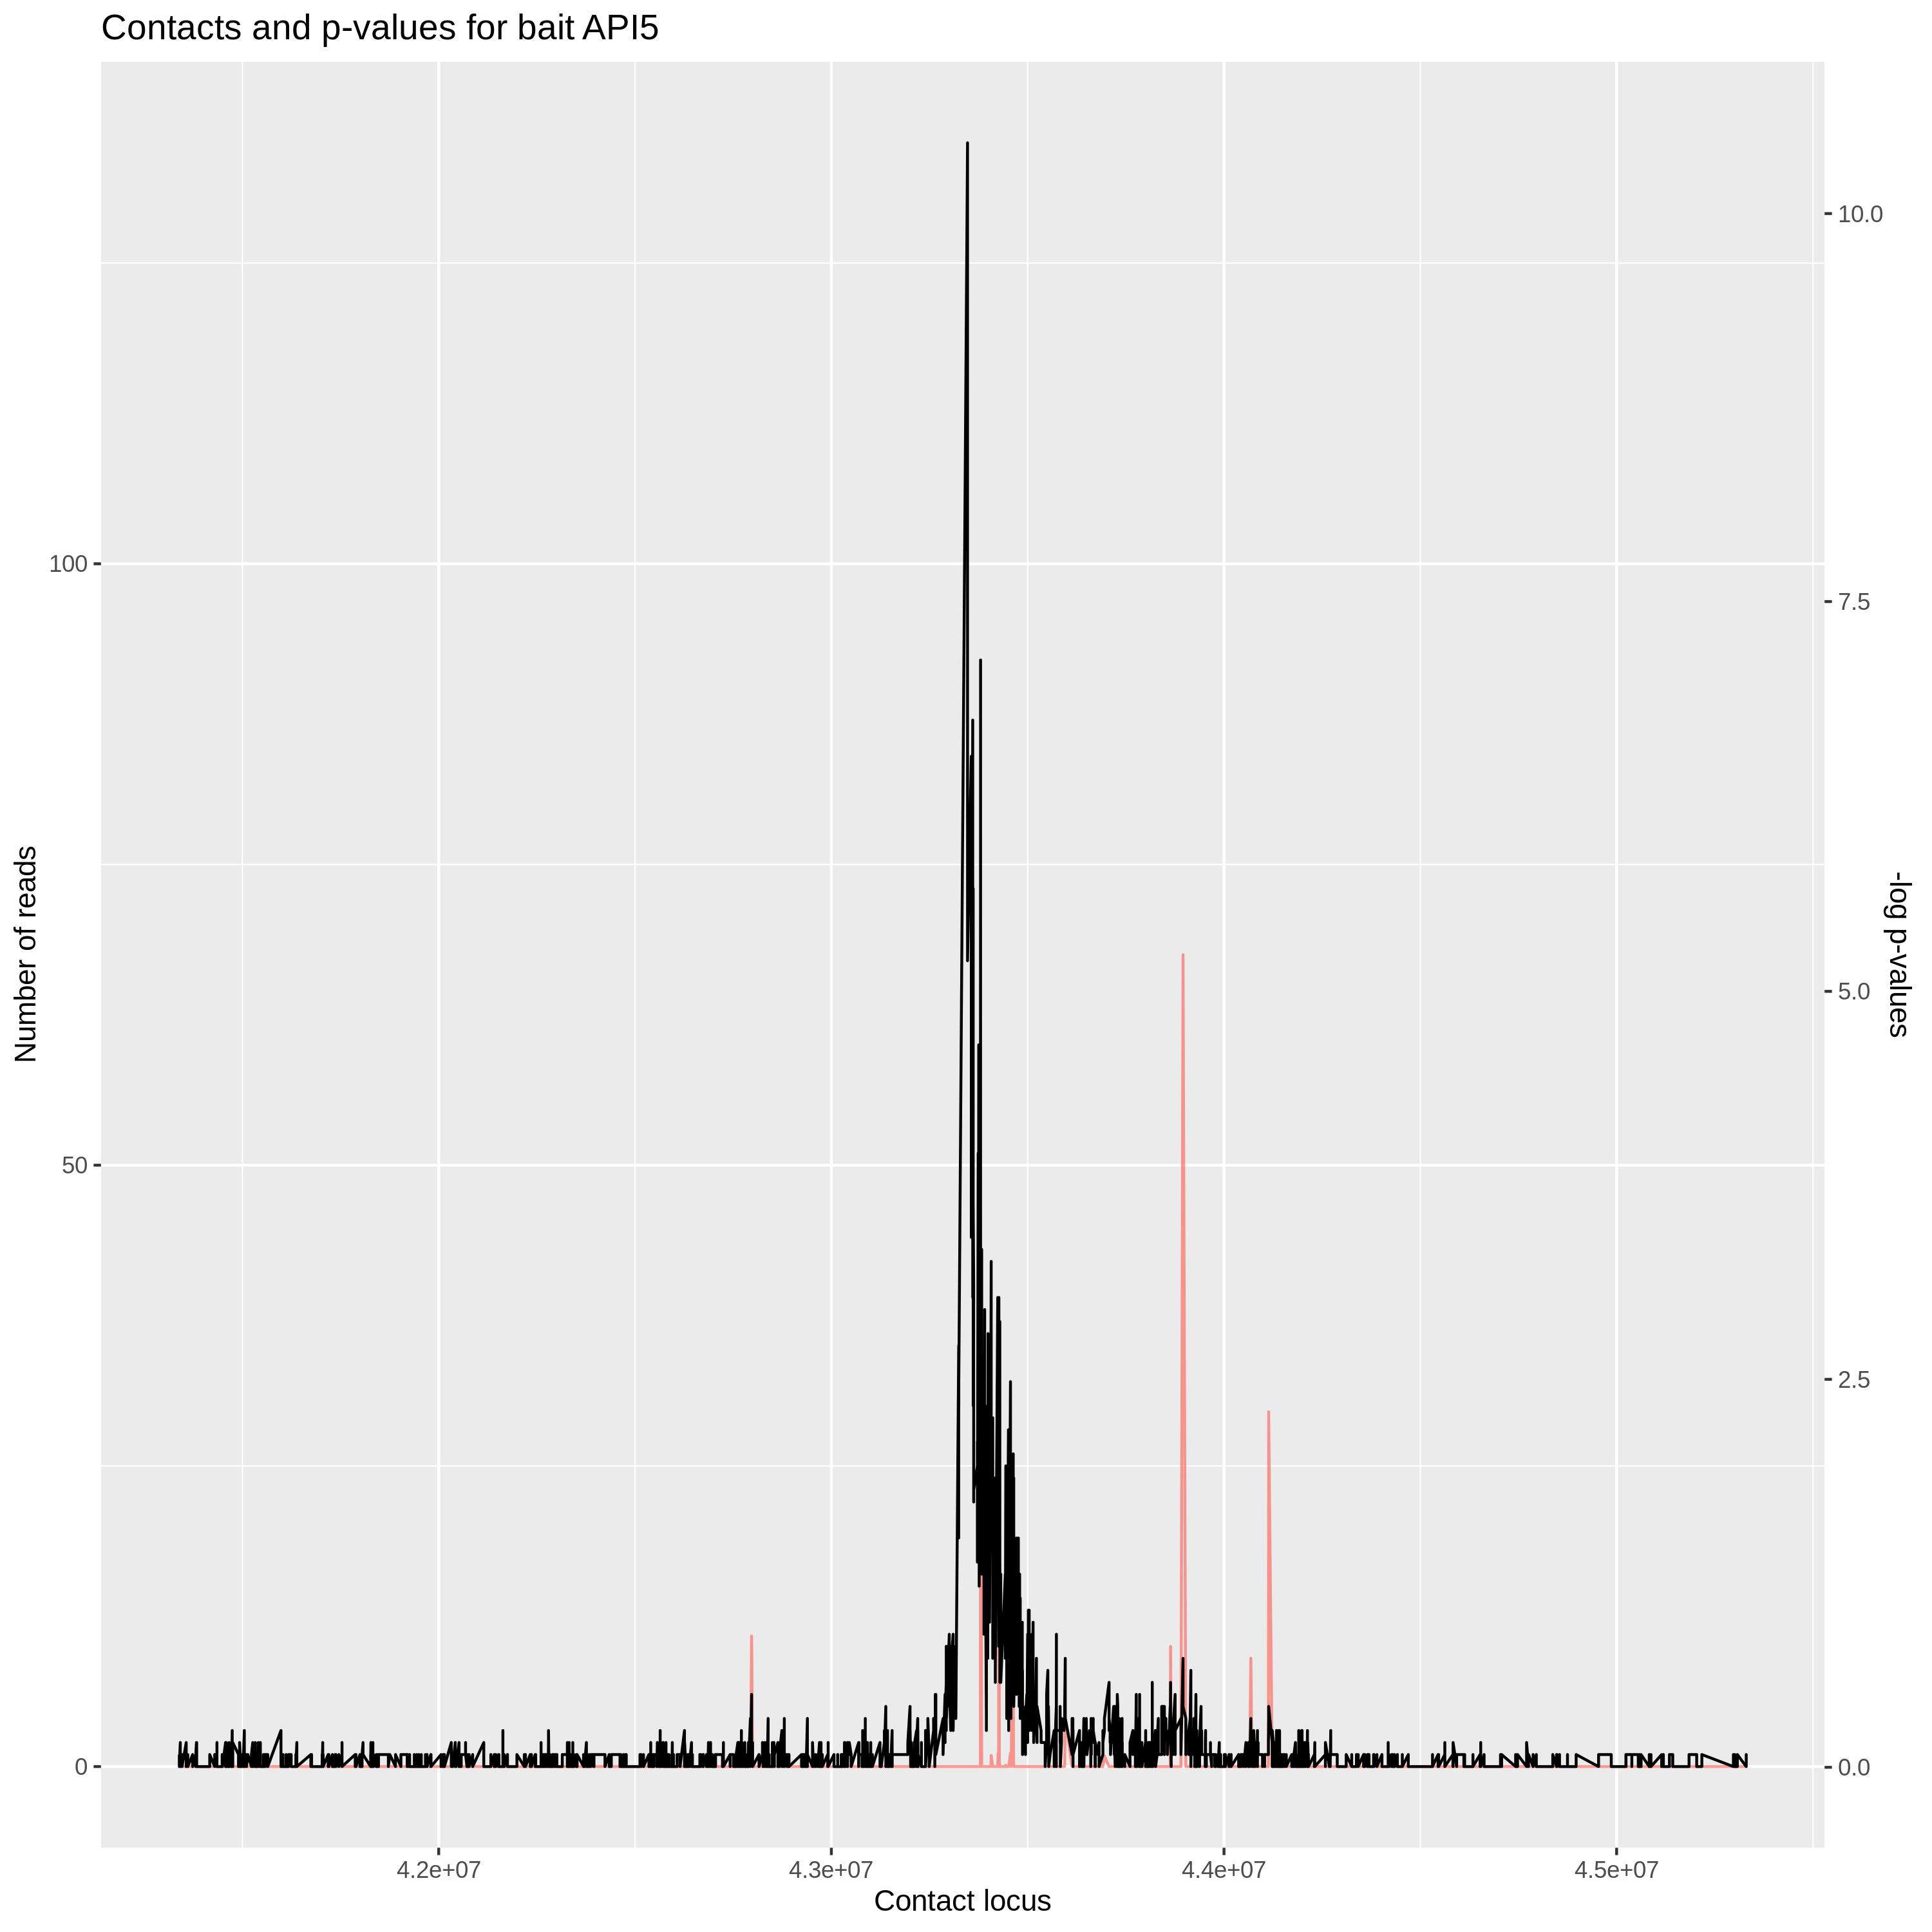 Contacts and p-values for bait API5
10.0
100
7.5
Number of reads
-log p-values
5.0
50
2.5
0
0.0
4.2e+07
4.3e+07
4.4e+07
4.5e+07
Contact locus